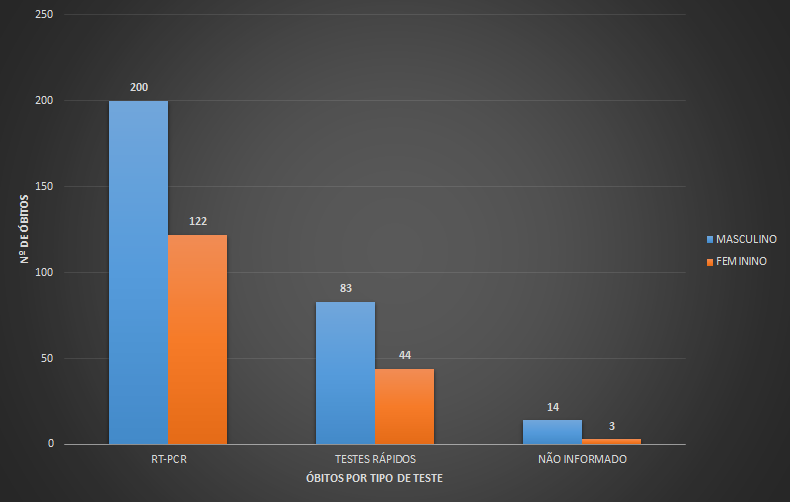 250
200
150
100
50
0
Nº DE ÓBITOS
200
122
83
44
14
3
RT-PCR
TESTES RÁPIDOS
NÃO INFORMADO
ÓBITOS POR TIPO DE TESTE
MASCULINO
FEMININO